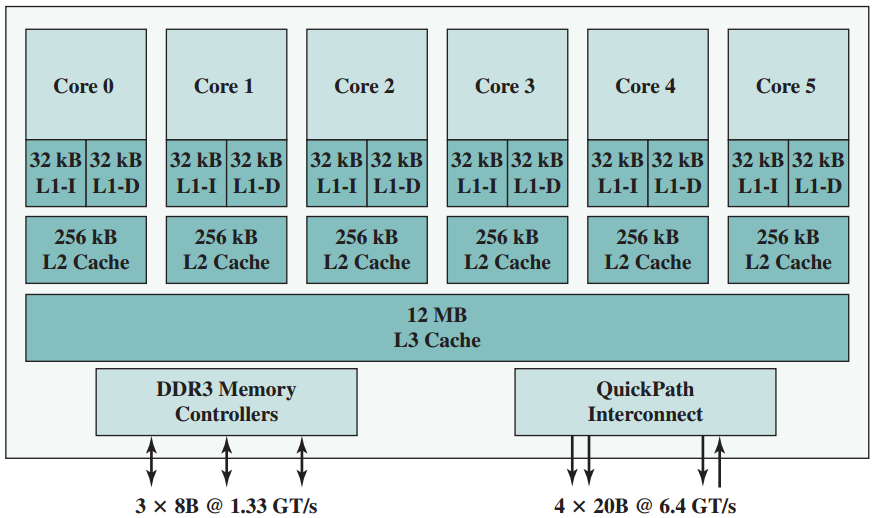 Core 0
Core 1
Core 2
Core 3
Core 4
Core 5
32 kB 32 kB 32 kB 32 kB 32 kB 32 kB 32 kB 32 kB 32 kB 32 kB 32 kB 32 kB
L1-I L1-D L1-I L1-D L1-I L1-D L1-I L1-D L1-I L1-D L1-I L1-D
256 kB 256 kB 256 kB 256 kB 256 kB 256 kB
L2 Cache L2 Cache L2 Cache L2 Cache L2 Cache L2 Cache
12 MB
L3 Cache
DDR3 Memory
Controllers
QuickPath
Interconnect
3 × 8B @ 1.33 GT/s
4 × 20B @ 6.4 GT/s